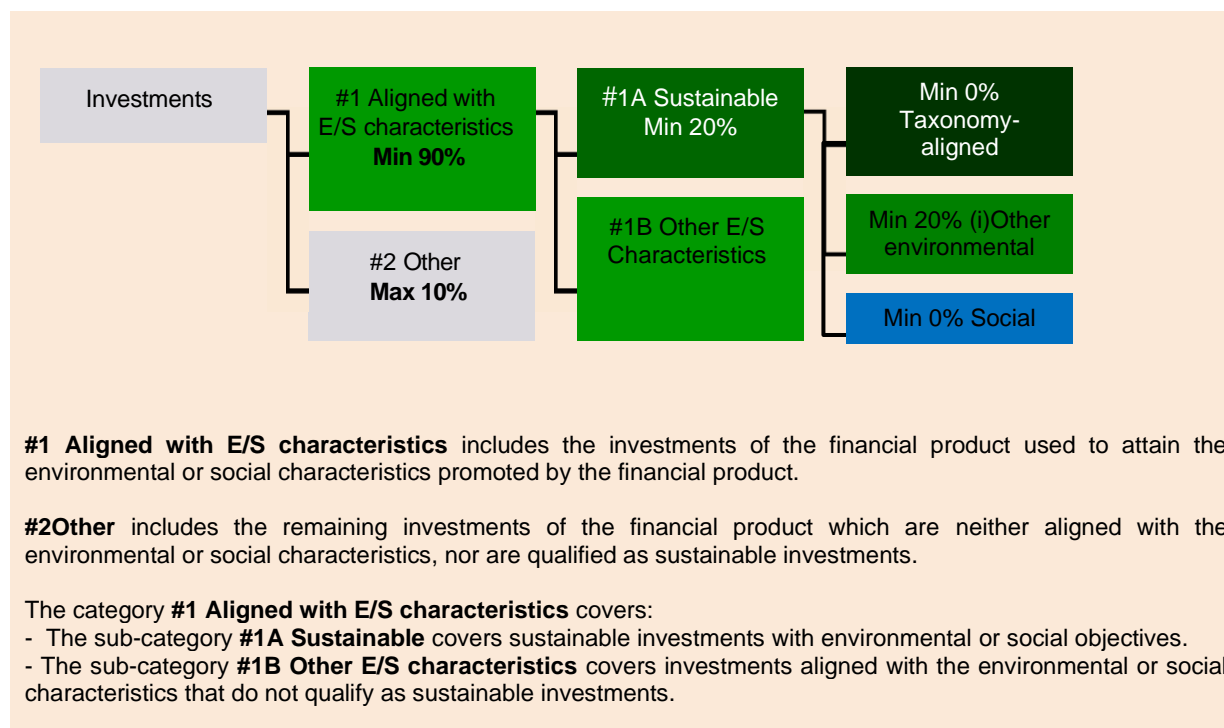 Investments
#1 Aligned with
E/S characteristics
Min 90%
#2 Other
Max 10%
#1A Sustainable
Min 20%
#1B Other E/S
Characteristics
Min 0%
Taxonomy-
aligned
Min 20% (i)Other
environmental
Min 0% Social
#1 Aligned with E/S characteristics includes the investments of the financial product used to attain the
environmental or social characteristics promoted by the financial product.
#2Other includes the remaining investments of the financial product which are neither aligned with the
environmental or social characteristics, nor are qualified as sustainable investments.
The category #1 Aligned with E/S characteristics covers:
- The sub-category #1A Sustainable covers sustainable investments with environmental or social objectives.
- The sub-category #1B Other E/S characteristics covers investments aligned with the environmental or social
characteristics that do not qualify as sustainable investments.